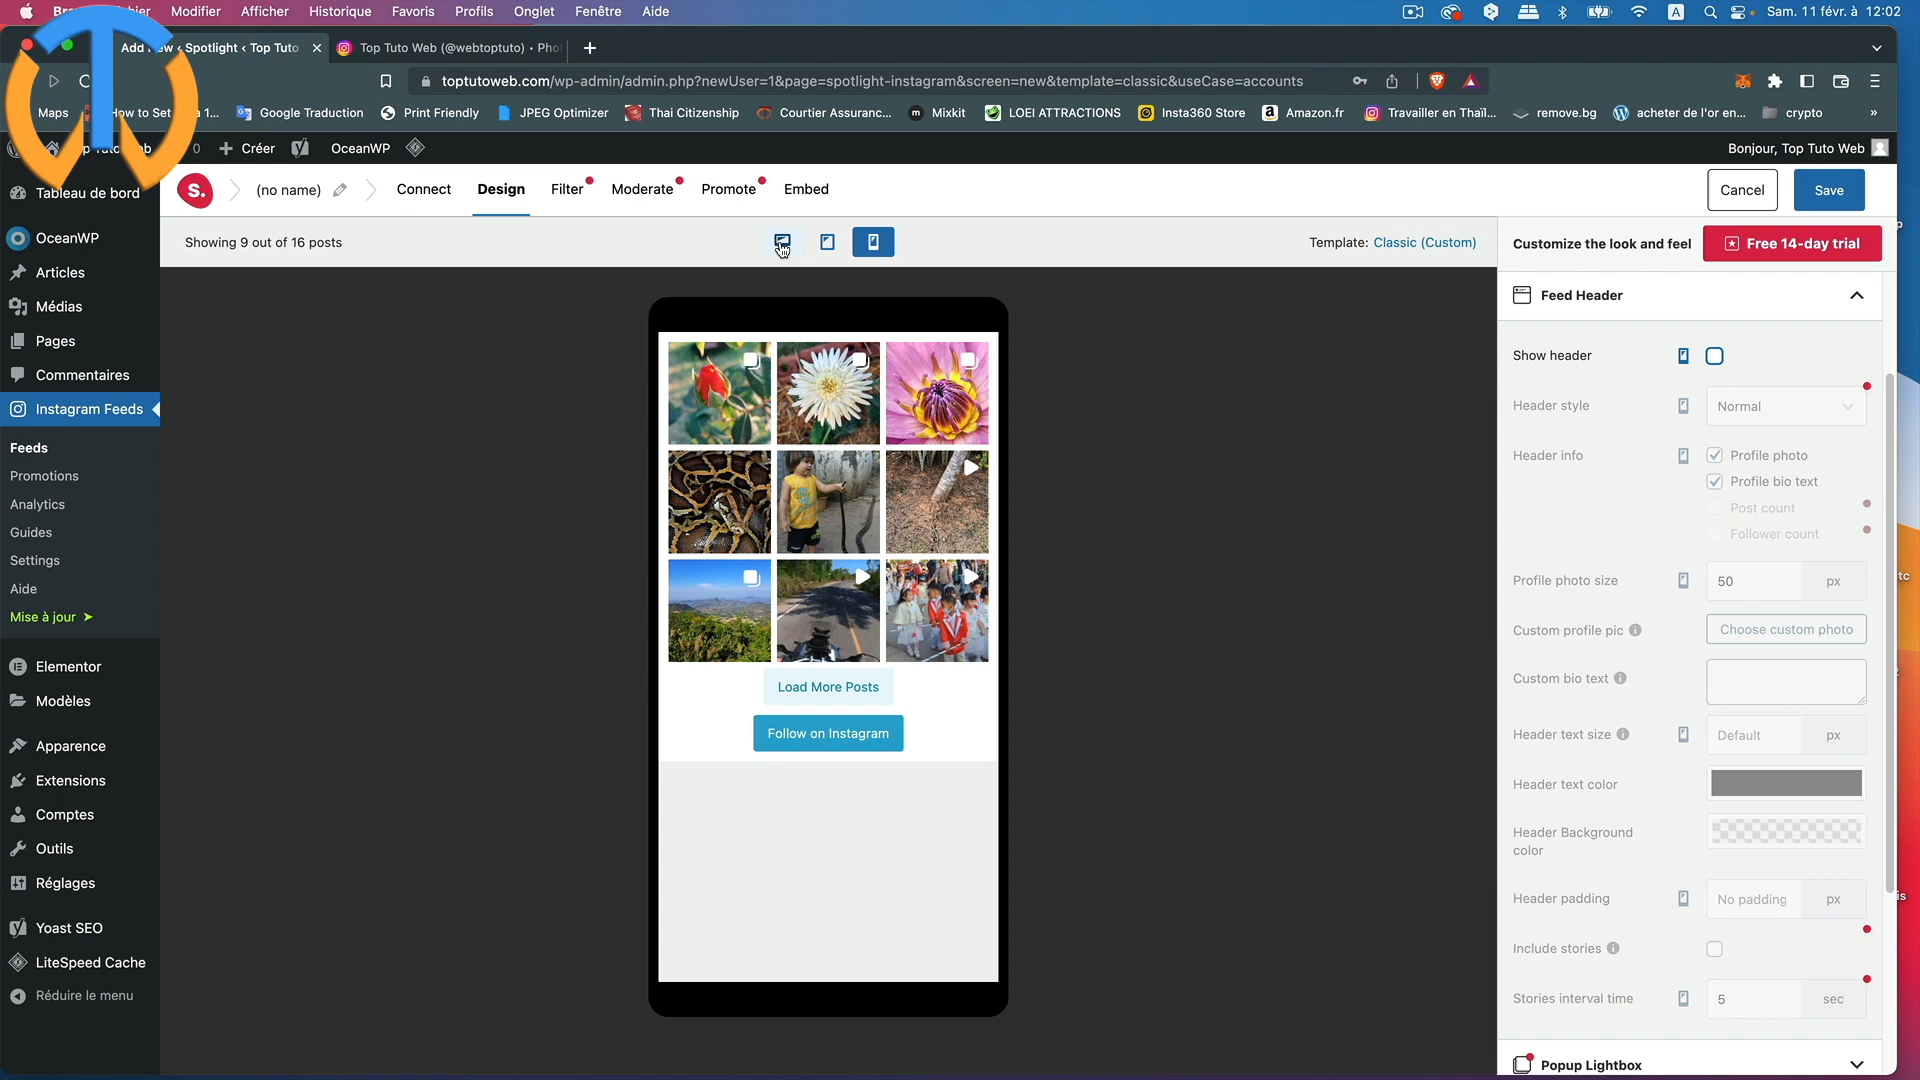 Modifier Afficher Historique Favoris Profils Onglet Fenêtre Aide
A Sam. 11 févr. à 12:02
Spotlight ‹ Top Tuto
Top Tuto Web (@webtoptuto) • Pho
toptutoweb.com/wp-admin/admin.php?newUser=1&page=spotlight-instagram&screen=new&template=classic&useCase=accounts
Maps
How to Set
Google Traduction
Print Friendly
JPEG Optimizer
Thai Citizenship
Courtier Assuranc...
Mixkit
LOEI ATTRACTIONS
Insta360 Store
Amazon.fr
Travailler en Thaïl...
remove.bg
acheter de l'or en...
crypto
»
0
Créer
OceanWP
Bonjour, Top Tuto Web
S.
(no name)
Connect
Design
Filter
Moderate
Promote
Embed
Cancel
Save
Tableau de bord
OceanWP
Articles
Médias
Pages
Commentaires
Instagram Feeds
Feeds
Promotions
Analytics
Guides
Settings
Aide
Mise à jour ➤
Elementor
Modèles
Apparence
Extensions
Comptes
Outils
Réglages
Yoast SEO
LiteSpeed Cache
Réduire le menu
Showing 9 out of 16 posts
Template: Classic (Custom)
Load More Posts
Follow on Instagram
Customize the look and feel
Free 14-day trial
Feed Header
Show header
Header style
Normal
Header info
Profile photo
Profile bio text
Post count
Follower count
Profile photo size
50 px
Custom profile pic
Choose custom photo
Custom bio text
Header text size
Default px
Header text color
Header Background
color
Header padding
No padding px
Include stories
Stories interval time
5 sec
Popup Lightbox